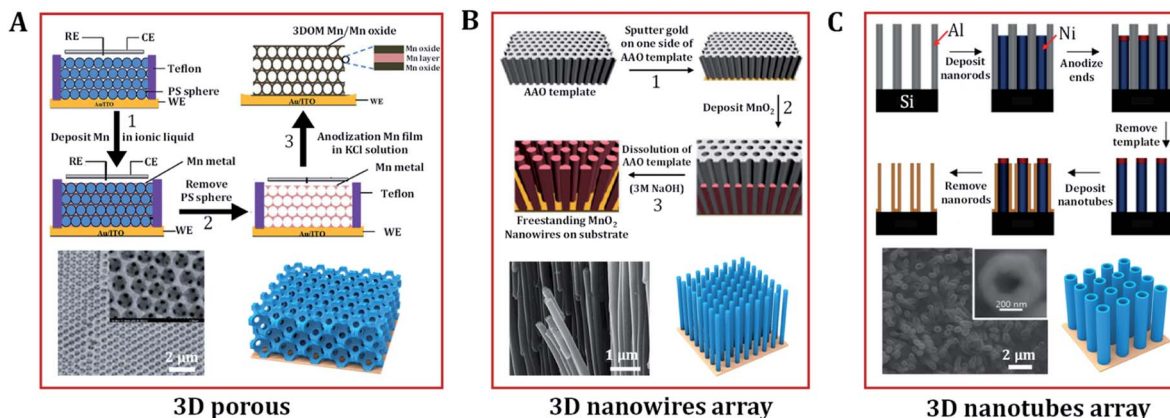 A
RE
CE
Teflon
PS sphere
Au/ITO
WE
1
Deposit Mn in ionic liquid
RE
CE
Mn metal
Au/ITO
WE
Remove
PS sphere
2
3DOM Mn/Mn oxide
Mn oxide
Mn layer
Mn oxide
Au/ITO
WE
3
Anodization Mn film
in KCl solution
Mn metal
Teflon
Au/ITO
WE
2 μm
3D porous
B
Sputter gold
on one side of
AAO template
1
AAO template
Deposit MnO₂
2
Dissolution of
AAO template
(3M NaOH)
3
Freestanding MnO₂
Nanowires on substrate
1 μm
3D nanowires array
C
Al
Ni
Si
Deposit
nanorods
Anodize
ends
Remove
template
Deposit
nanotubes
Remove
nanorods
200 nm
2 μm
3D nanotubes array